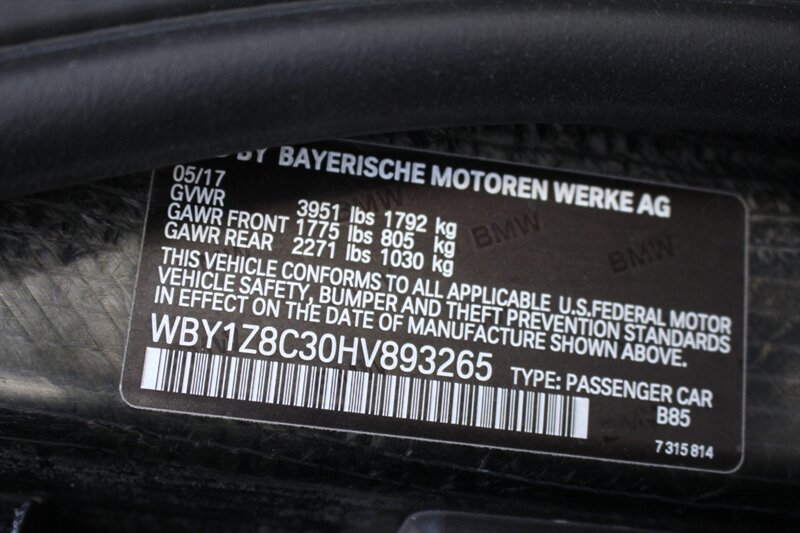 BY BAYERISCHE MOTOREN WERKE AG
05/17
GVWR 3951 lbs 1792 kg
GAWR FRONT 1775 lbs 805 kg
GAWR REAR 2271 lbs 1030 kg
THIS VEHICLE CONFORMS TO ALL APPLICABLE U.S.FEDERAL MOTOR
VEHICLE SAFETY, BUMPER AND THEFT PREVENTION STANDARDS
IN EFFECT ON THE DATE OF MANUFACTURE SHOWN ABOVE.
WBY1Z8C30HV893265
TYPE: PASSENGER CAR
B85
7 315 814
BMW
BMW
BMW